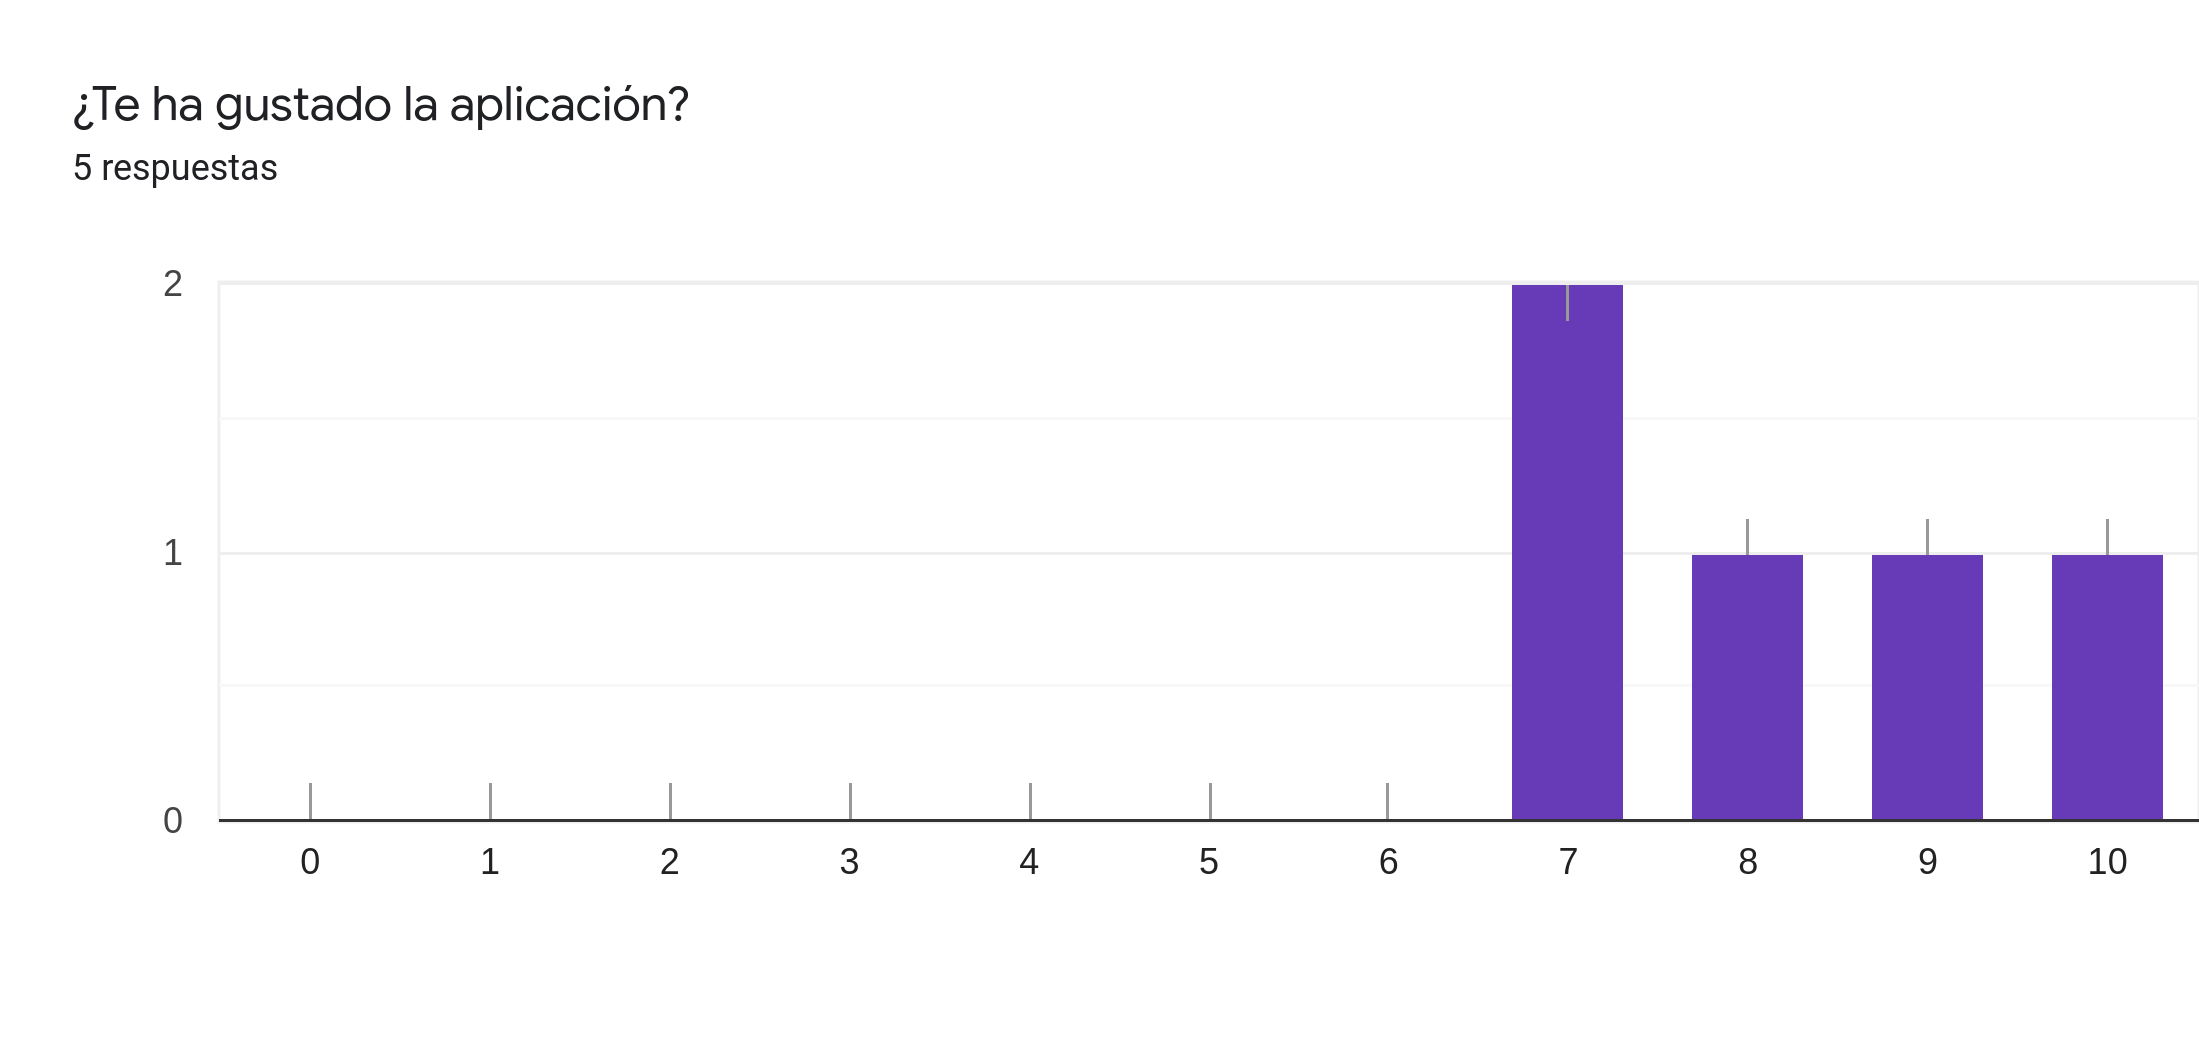 ¿Te ha gustado la aplicación?
5 respuestas
2
1
0
0 1 2 3 4 5 6 7 8 9 10